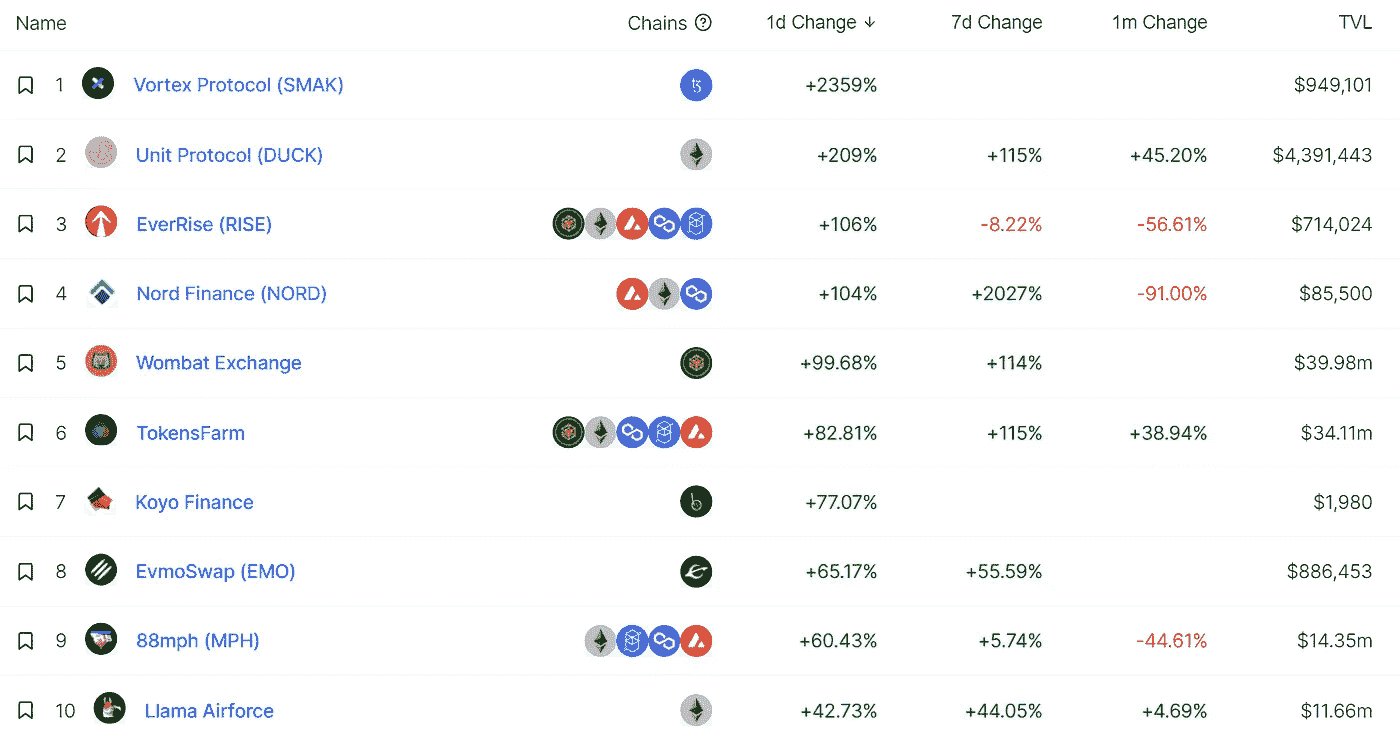 Name Chains ? 1d Change ↓ 7d Change 1m Change TVL
1 Vortex Protocol (SMAK) +2359% $949,101
2 Unit Protocol (DUCK) +209% +115% +45.20% $4,391,443
3 EverRise (RISE) +106% -8.22% -56.61% $714,024
4 Nord Finance (NORD) +104% +2027% -91.00% $85,500
5 Wombat Exchange +99.68% +114% $39.98m
6 TokensFarm +82.81% +115% +38.94% $34.11m
7 Koyo Finance +77.07% $1,980
8 EvmoSwap (EMO) +65.17% +55.59% $886,453
9 88mph (MPH) +60.43% +5.74% -44.61% $14.35m
10 Llama Airforce +42.73% +44.05% +4.69% $11.66m